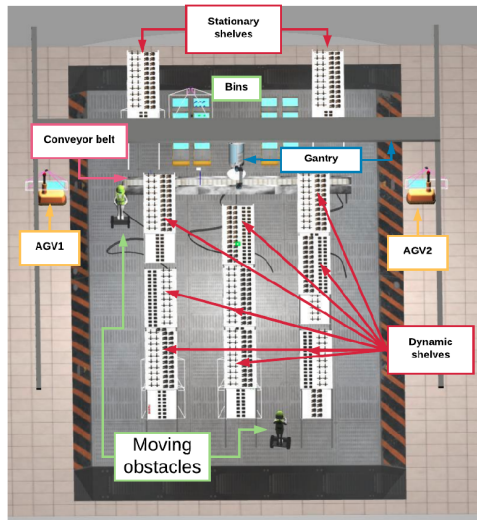 Stationary
shelves
Bins
Conveyor belt
Gantry
AGV1
AGV2
Dynamic
shelves
Moving
obstacles